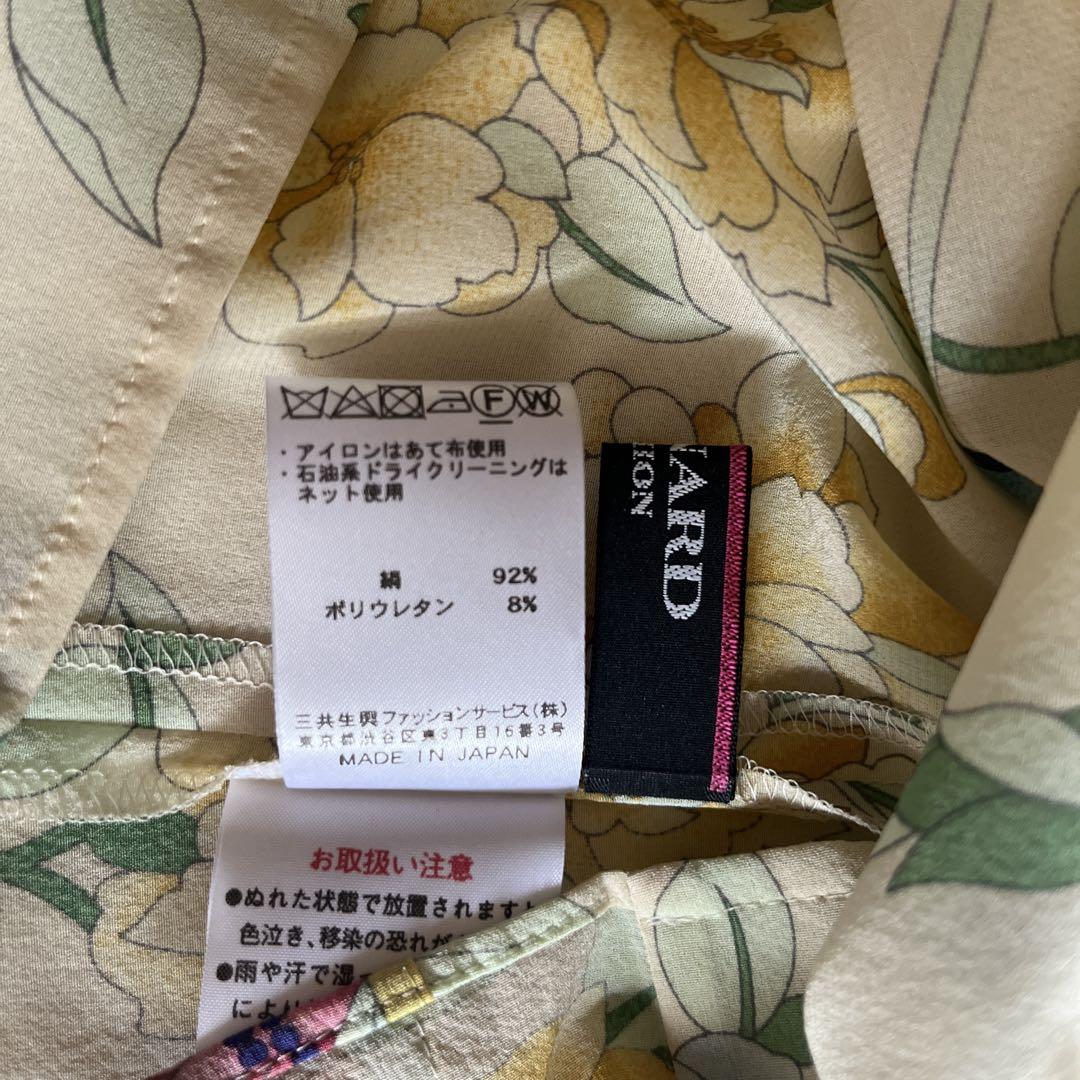 F W
・アイロンはあて布使用
・石油系ドライクリーニングは
ネット使用
絹 92%
ポリウレタン 8%
三共生興ファッションサービス(株)
東京都渋谷区東3丁目16番3号
MADE IN JAPAN
NARD
HION
お取扱い注意
●ぬれた状態で放置されますと
色泣き、移染の恐れが
●雨や汗で湿っ
により